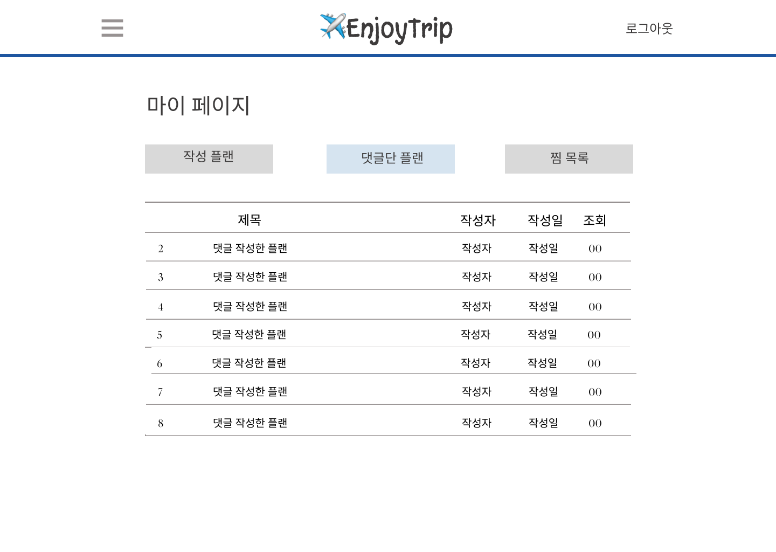 EnjoyTrip 로그아웃
마이 페이지
작성 플랜 댓글단 플랜 찜 목록
제목 작성자 작성일 조회
2 댓글 작성한 플랜 작성자 작성일 00
3 댓글 작성한 플랜 작성자 작성일 00
4 댓글 작성한 플랜 작성자 작성일 00
5 댓글 작성한 플랜 작성자 작성일 00
6 댓글 작성한 플랜 작성자 작성일 00
7 댓글 작성한 플랜 작성자 작성일 00
8 댓글 작성한 플랜 작성자 작성일 00